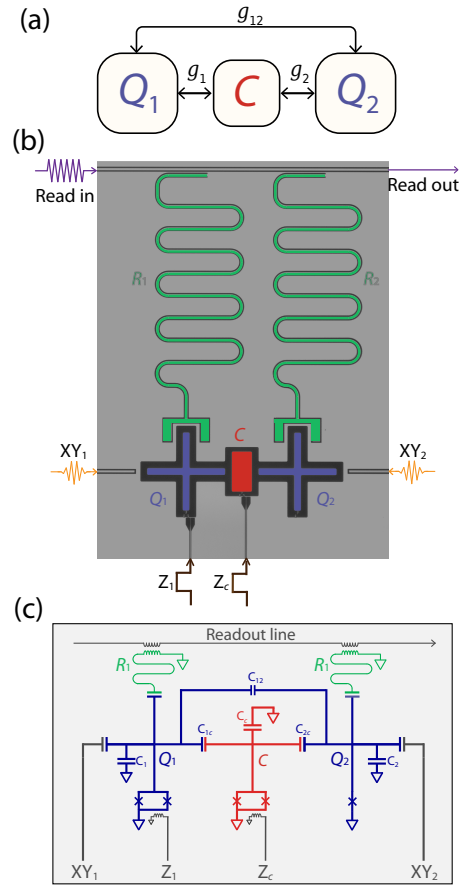 (a)
g12
g1
g2
Q1
C
Q2
(b)
Read in
Read out
R1
R2
C
XY1
XY2
Q1
Q2
Z1
Zc
(c)
Readout line
R1
R1
C12
Cc
C1c
C2c
C1
Q1
C
Q2
C2
XY1
Z1
Zc
XY2